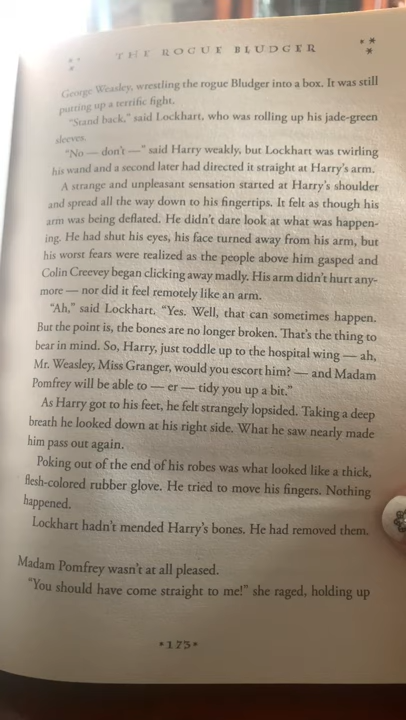 THE ROGUE BLUDGER
George Weasley, wrestling the rogue Bludger into a box. It was still
putting up a terrific fight.
“Stand back,” said Lockhart, who was rolling up his jade-green
sleeves.
“No — don’t —” said Harry weakly, but Lockhart was twirling
his wand and a second later had directed it straight at Harry’s arm.
A strange and unpleasant sensation started at Harry’s shoulder
and spread all the way down to his fingertips. It felt as though his
arm was being deflated. He didn’t dare look at what was happen-
ing. He had shut his eyes, his face turned away from his arm, but
his worst fears were realized as the people above him gasped and
Colin Creevey began clicking away madly. His arm didn’t hurt any-
more — nor did it feel remotely like an arm.
“Ah,” said Lockhart. “Yes. Well, that can sometimes happen.
But the point is, the bones are no longer broken. That’s the thing to
bear in mind. So, Harry, just toddle up to the hospital wing — ah,
Mr. Weasley, Miss Granger, would you escort him? — and Madam
Pomfrey will be able to — er — tidy you up a bit.”
As Harry got to his feet, he felt strangely lopsided. Taking a deep
breath he looked down at his right side. What he saw nearly made
him pass out again.
Poking out of the end of his robes was what looked like a thick,
flesh-colored rubber glove. He tried to move his fingers. Nothing
happened.
Lockhart hadn’t mended Harry’s bones. He had removed them.
Madam Pomfrey wasn’t at all pleased.
“You should have come straight to me!” she raged, holding up
*175*